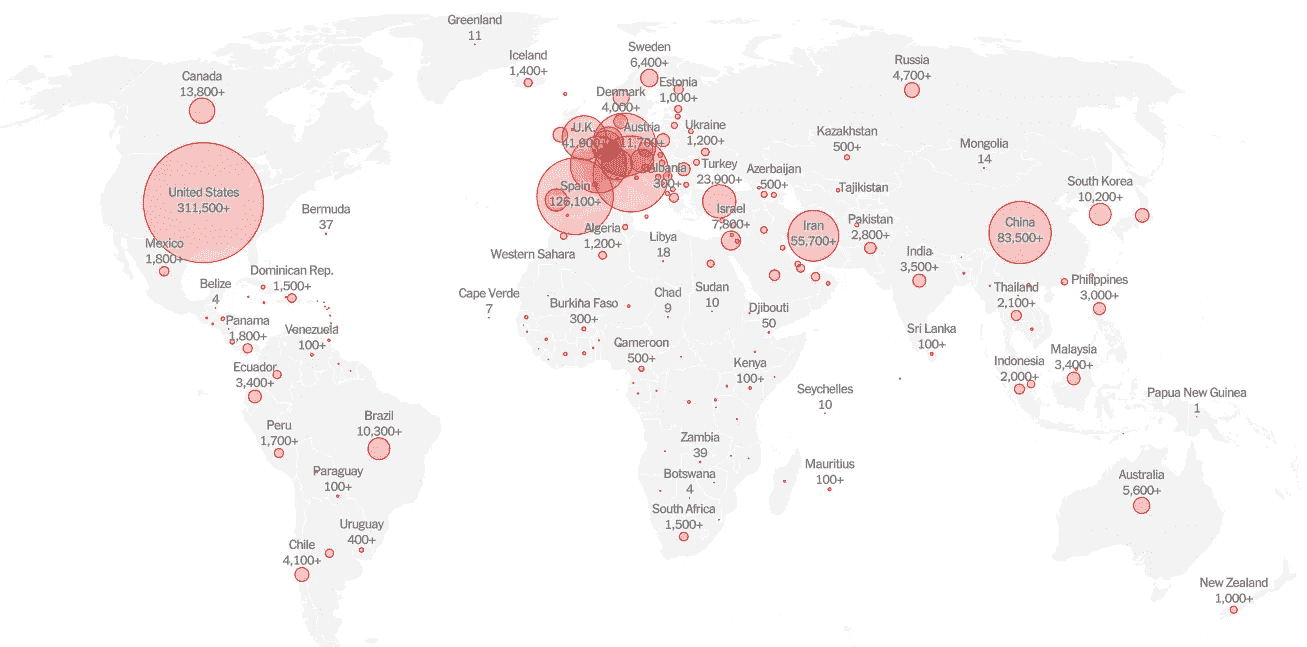 Greenland
11
Iceland
1,400+
Sweden
6,400+
Russia
4,700+
Canada
13,800+
Estonia
1,000+
Denmark
4,000+
U.K.
41,900+
Austria
11,700+
Ukraine
1,200+
Kazakhstan
500+
Mongolia
14
Albania
300+
Turkey
23,900+
Azerbaijan
500+
Tajikistan
South Korea
10,200+
United States
311,500+
Spain
126,100+
Bermuda
37
Israel
7,800+
Iran
55,700+
Pakistan
2,800+
China
83,500+
Mexico
1,800+
Algeria
1,200+
Libya
18
Western Sahara
India
3,500+
Dominican Rep.
1,500+
Belize
4
Cape Verde
7
Burkina Faso
300+
Chad
9
Sudan
10
Djibouti
50
Thailand
2,100+
Philippines
3,000+
Panama
1,800+
Venezuela
100+
Sri Lanka
100+
Cameroon
500+
Kenya
100+
Indonesia
2,000+
Malaysia
3,400+
Ecuador
3,400+
Seychelles
10
Papua New Guinea
1
Brazil
10,300+
Peru
1,700+
Zambia
39
Mauritius
100+
Paraguay
100+
Botswana
4
Australia
5,600+
South Africa
1,500+
Uruguay
400+
Chile
4,100+
New Zealand
1,000+